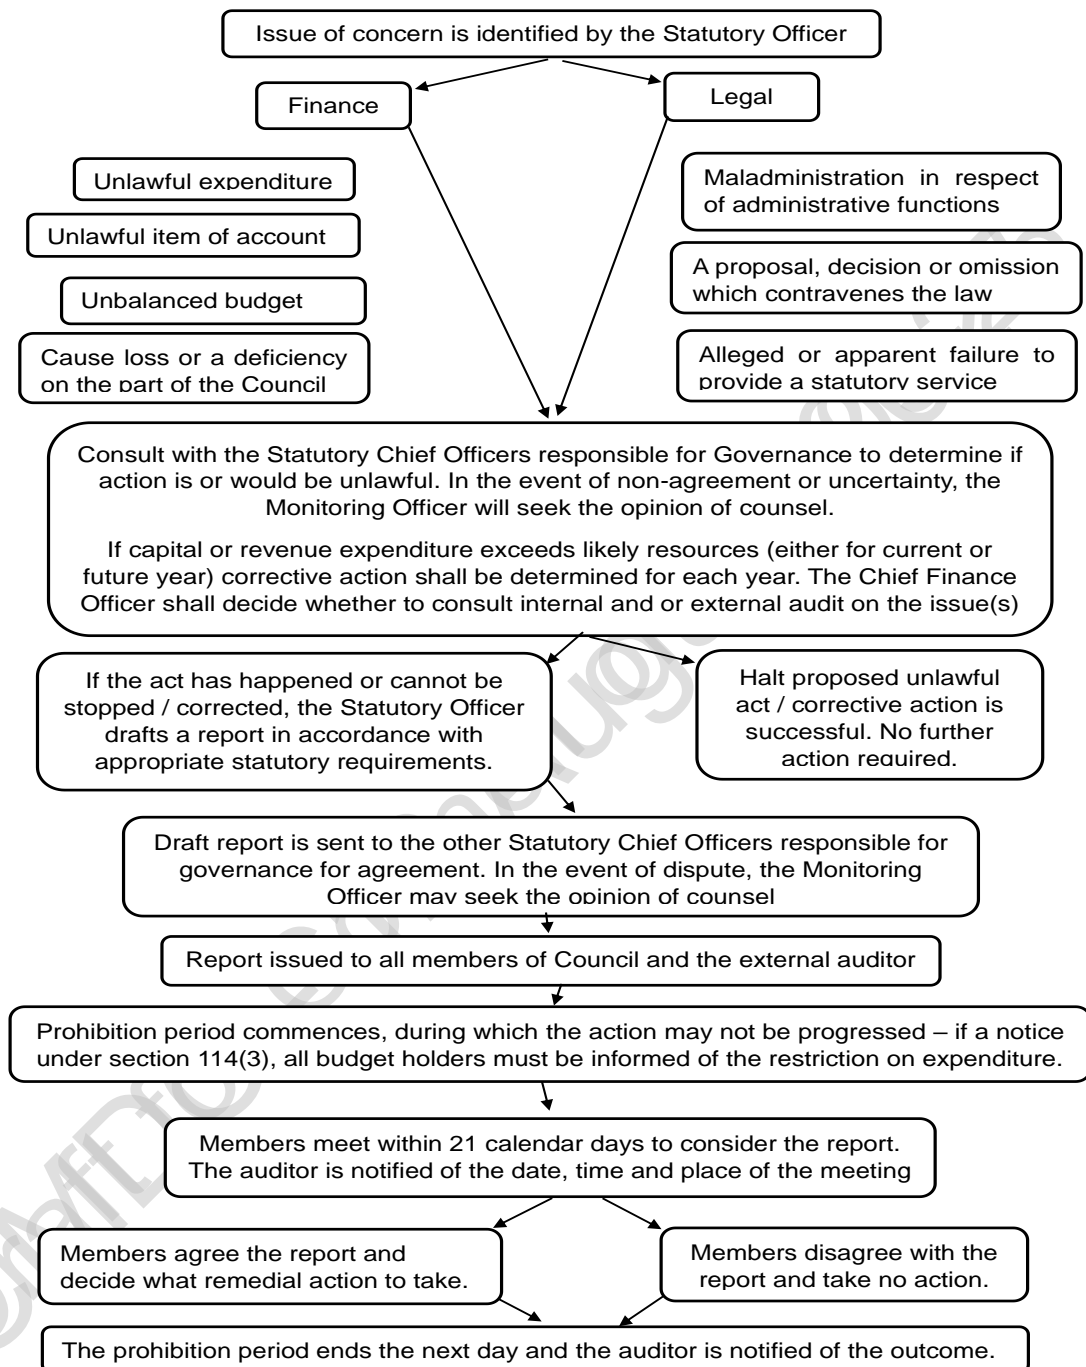 Issue of concern is identified by the Statutory Officer
Finance
Legal
Unlawful expenditure
Unlawful item of account
Unbalanced budget
Cause loss or a deficiency
on the part of the Council
Maladministration in respect
of administrative functions
A proposal, decision or omission
which contravenes the law
Alleged or apparent failure to
provide a statutory service
Consult with the Statutory Chief Officers responsible for Governance to determine if
action is or would be unlawful. In the event of non-agreement or uncertainty, the
Monitoring Officer will seek the opinion of counsel.
If capital or revenue expenditure exceeds likely resources (either for current or
future year) corrective action shall be determined for each year. The Chief Finance
Officer shall decide whether to consult internal and or external audit on the issue(s)
If the act has happened or cannot be
stopped / corrected, the Statutory Officer
drafts a report in accordance with
appropriate statutory requirements.
Halt proposed unlawful
act / corrective action is
successful. No further
action required.
Draft report is sent to the other Statutory Chief Officers responsible for
governance for agreement. In the event of dispute, the Monitoring
Officer may seek the opinion of counsel
Report issued to all members of Council and the external auditor
Prohibition period commences, during which the action may not be progressed – if a notice
under section 114(3), all budget holders must be informed of the restriction on expenditure.
Members meet within 21 calendar days to consider the report.
The auditor is notified of the date, time and place of the meeting
Members agree the report and
decide what remedial action to take.
Members disagree with the
report and take no action.
The prohibition period ends the next day and the auditor is notified of the outcome.